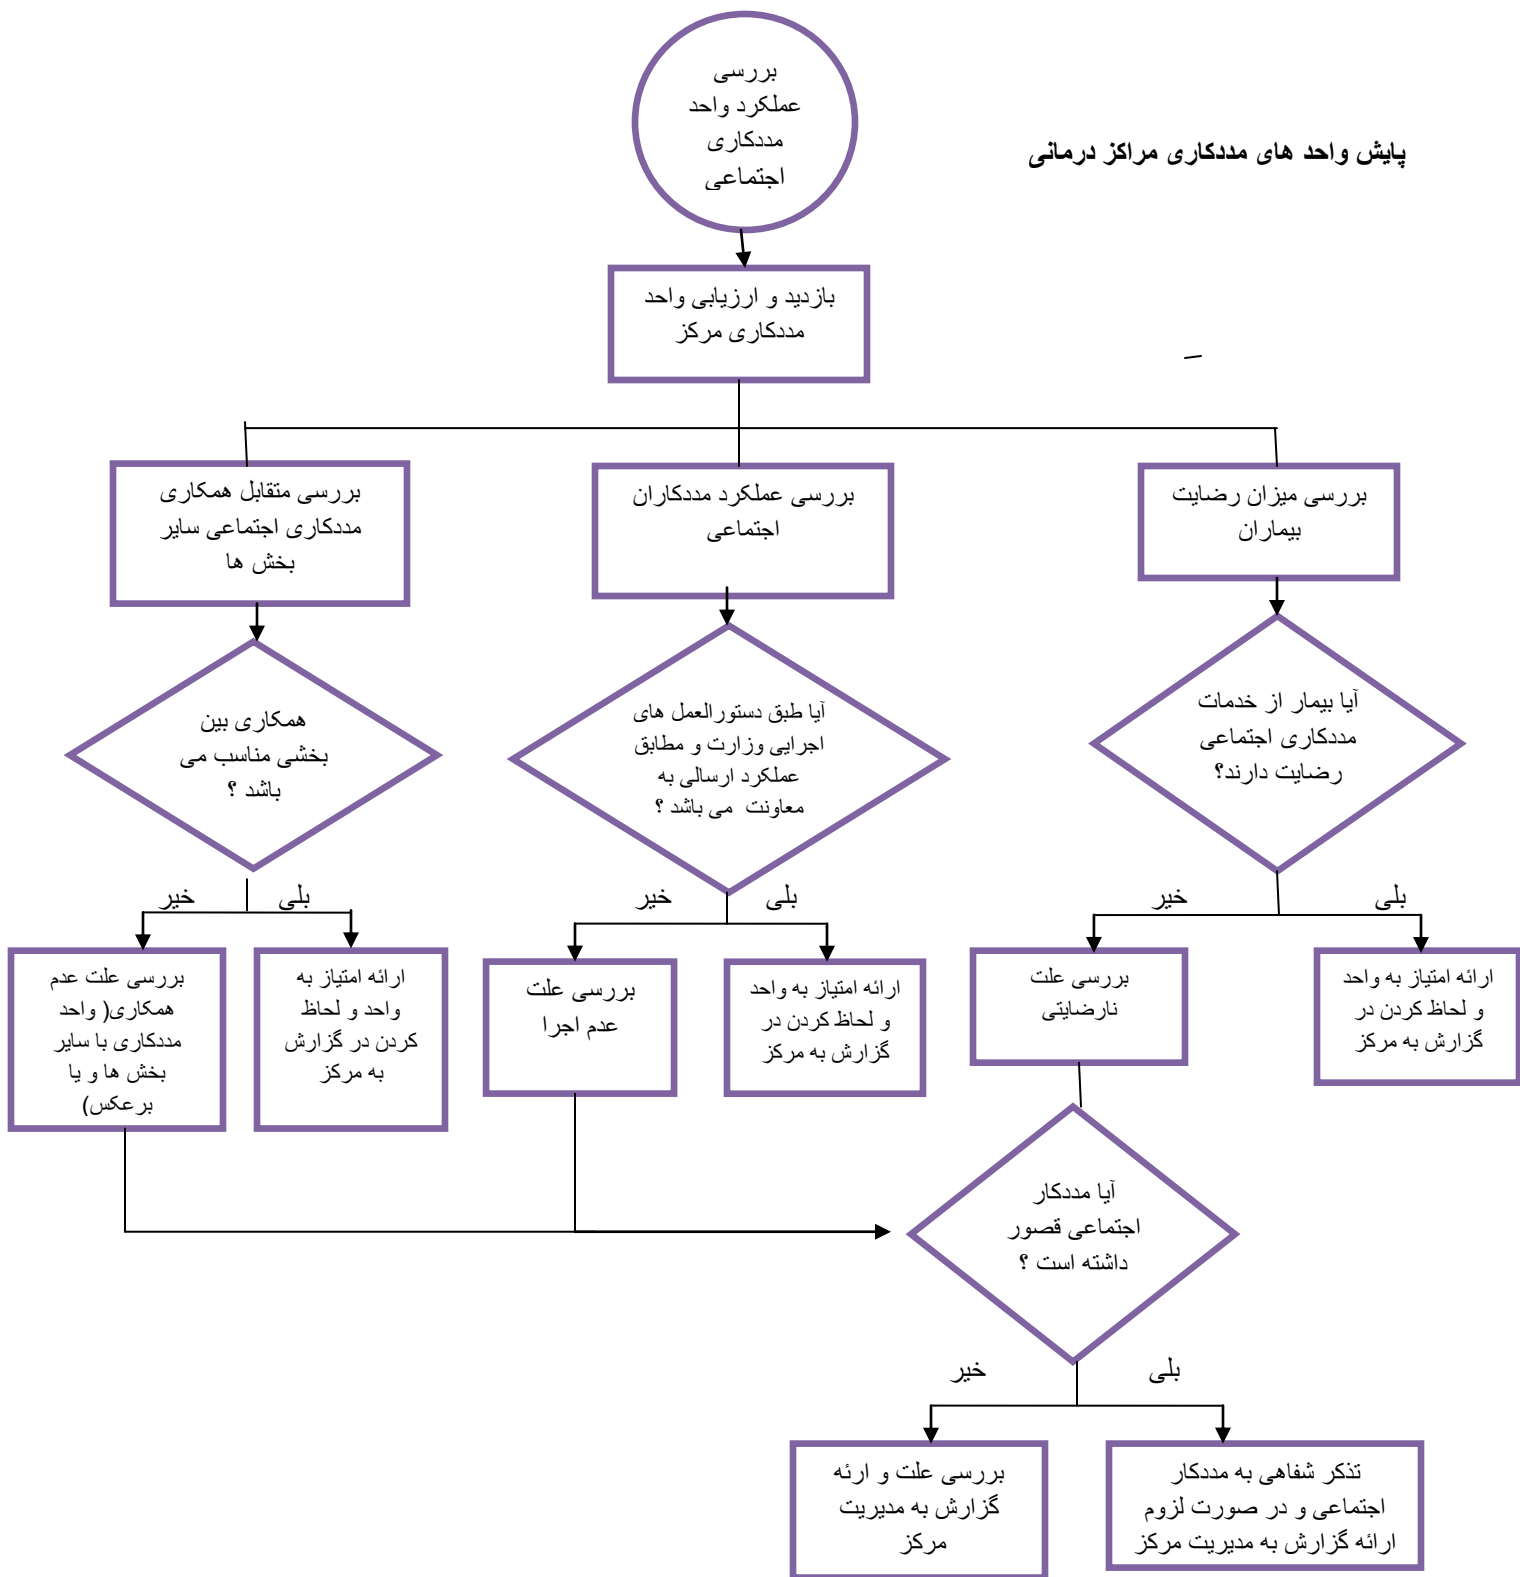 بررسی
عملکرد واحد
مددکاری
اجتماعی
پایش واحد های مددکاری مراکز درمانی
بازدید و ارزیابی واحد
مددکاری مرکز
بررسی میزان رضایت
بیماران
بررسی عملکرد مددکاران
اجتماعی
بررسی متقابل همکاری
مددکاری اجتماعی سایر
بخش ها
آیا بیمار از خدمات
مددکاری اجتماعی
رضایت دارند؟
آیا طبق دستورالعمل های
اجرایی وزارت و مطابق
عملکرد ارسالی به
معاونت می باشد ؟
همکاری بین
بخشی مناسب می
باشد ؟
بلی
خیر
بلی
خیر
بلی
خیر
ارائه امتیاز به واحد
و لحاظ کردن در
گزارش به مرکز
بررسی علت
نارضایتی
ارائه امتیاز به واحد
و لحاظ کردن در
گزارش به مرکز
بررسی علت
عدم اجرا
ارائه امتیاز به
واحد و لحاظ
کردن در گزارش
به مرکز
بررسی علت عدم
همکاری( واحد
مددکاری با سایر
بخش ها و یا
برعکس)
آیا مددکار
اجتماعی قصور
داشته است ؟
بلی
خیر
تذکر شفاهی به مددکار
اجتماعی و در صورت لزوم
ارائه گزارش به مدیریت مرکز
بررسی علت و ارئه
گزارش به مدیریت
مرکز